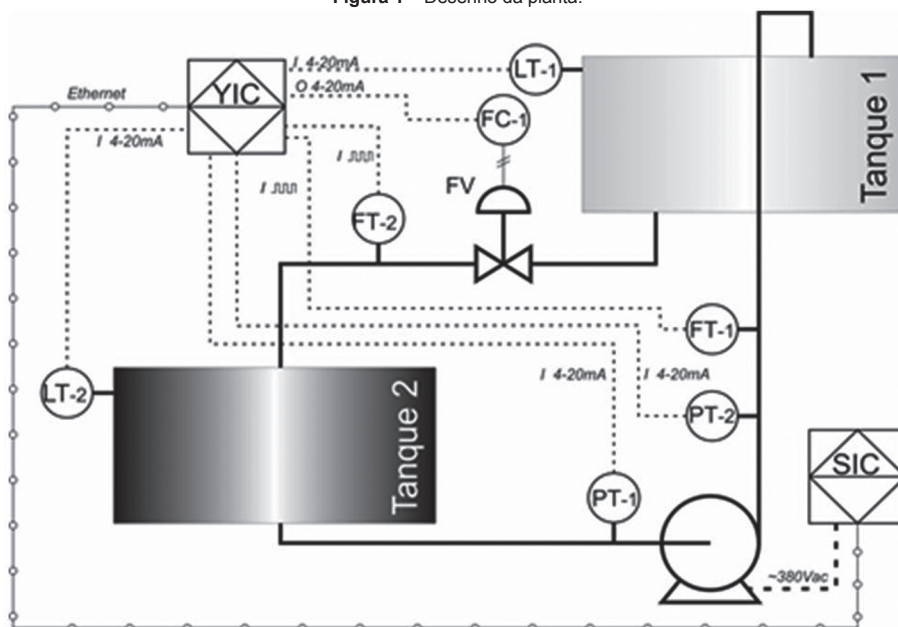 Figura 1 – Desenho da planta.
I 4-20mA
LT-1
YIC
O 4-20mA
Ethernet
FC-1
I 4-20mA
I
FV
Tanque 1
I
FT-2
FT-1
I 4-20mA
I 4-20mA
LT-2
PT-2
Tanque 2
SIC
PT-1
~380Vac